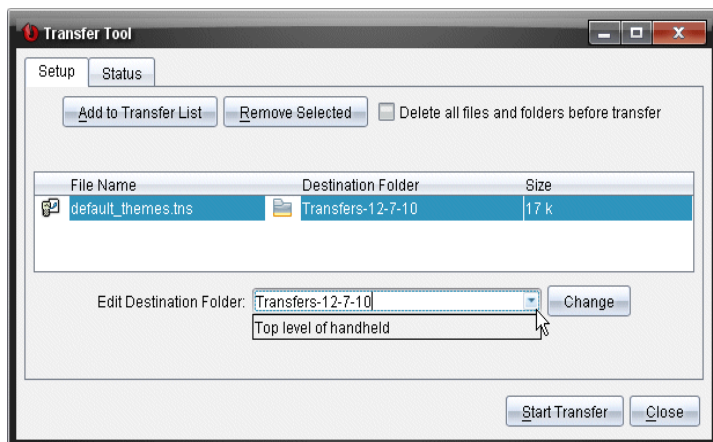 Transfer Tool
Setup Status
Add to Transfer List Remove Selected Delete all files and folders before transfer
File Name Destination Folder Size
default_themes.tns Transfers-12-7-10 17 k
Edit Destination Folder: Transfers-12-7-10 Change
Top level of handheld
Start Transfer Close